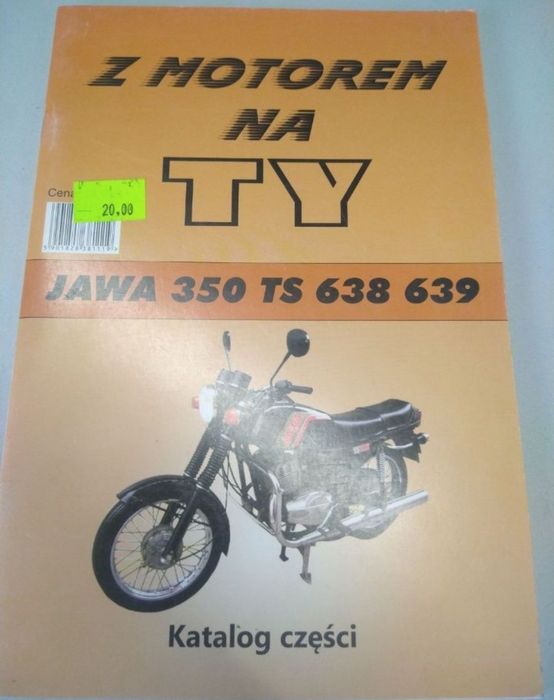 Z MOTOREM
NA
TY
Cena
20,00
JAWA 350 TS 638 639
Katalog części